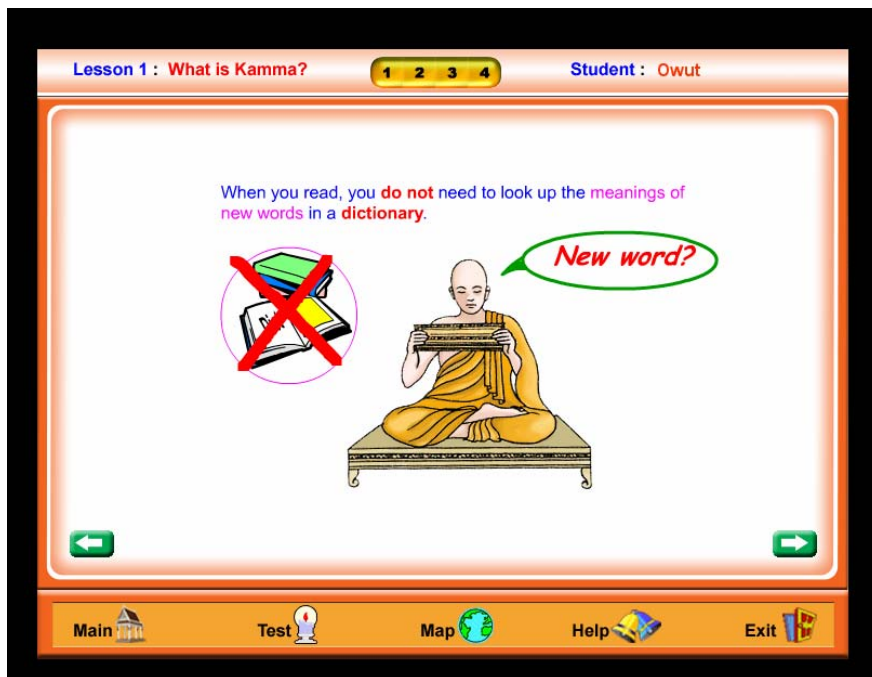 Lesson 1 : What is Kamma?
1 2 3 4
Student : Owut
When you read, you do not need to look up the meanings of
new words in a dictionary.
New word?
Main
Test
Map
Help
Exit